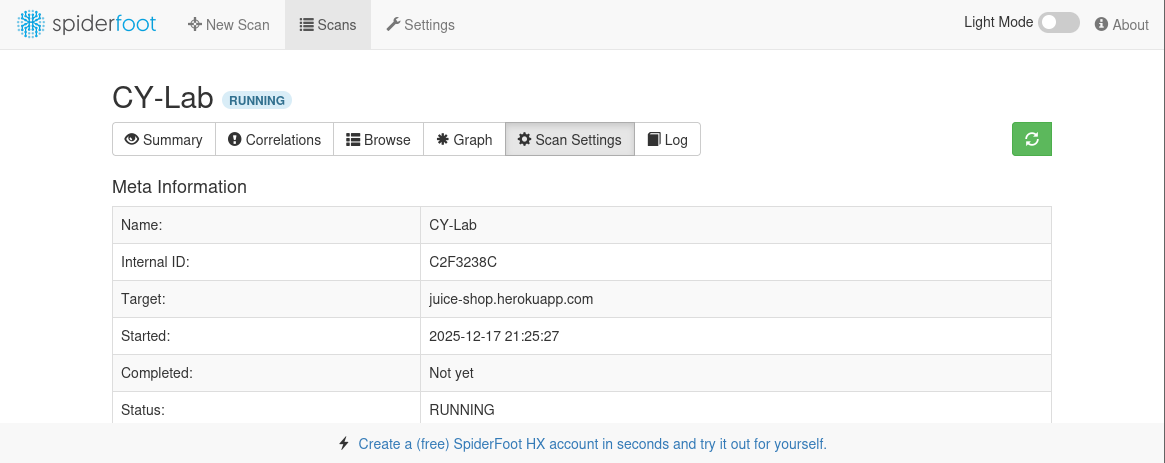 spiderfoot New Scan Scans Settings Light Mode About
CY-Lab RUNNING
Summary Correlations Browse Graph Scan Settings Log
Meta Information
Name: CY-Lab
Internal ID: C2F3238C
Target: juice-shop.herokuapp.com
Started: 2025-12-17 21:25:27
Completed: Not yet
Status: RUNNING
Create a (free) SpiderFoot HX account in seconds and try it out for yourself.